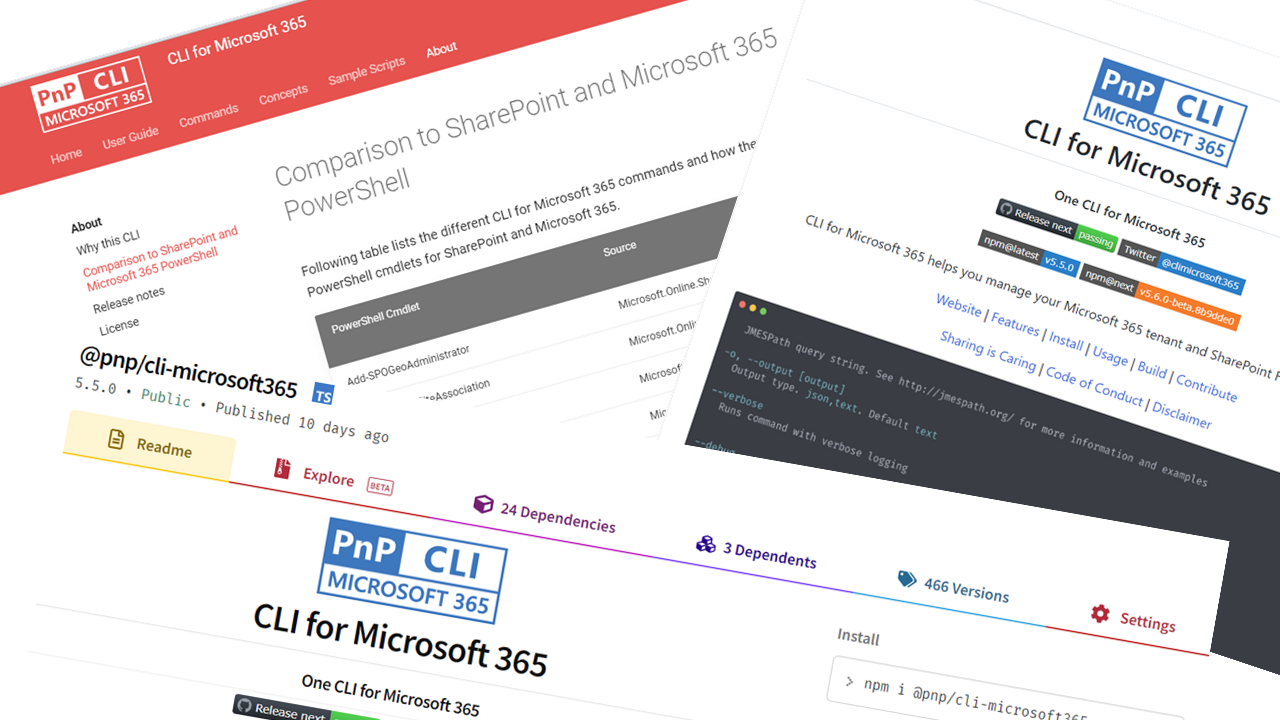 PnP CLI
MICROSOFT 365
CLI for Microsoft 365
Home
User Guide
Commands
Concepts
Sample Scripts
About
About
Why this CLI
Comparison to SharePoint and
Microsoft 365 PowerShell
Release notes
License
Comparison to SharePoint and Microsoft 365
PowerShell
Following table lists the different CLI for Microsoft 365 commands and how the
PowerShell cmdlets for SharePoint and Microsoft 365.
PowerShell Cmdlet
Source
Add-SPOGeoAdministrator
Microsoft.Online.Sh
Microsoft.Onli
Microsof
PnP CLI
MICROSOFT 365
CLI for Microsoft 365
One CLI for Microsoft 365
Release next passing Twitter @climicrosoft365
npm@latest v5.5.0 npm@next v5.6.0-beta.8b9dde0
CLI for Microsoft 365 helps you manage your Microsoft 365 tenant and SharePoint F
Website | Features | Install | Usage | Build | Contribute
Sharing is Caring | Code of Conduct | Disclaimer
JMESPath query string. See http://jmespath.org/ for more information and examples
-o, --output [output]
Output type. json,text. Default text
--verbose
Runs command with verbose logging
--debug
@pnp/cli-microsoft365 TS
5.5.0 • Public • Published 10 days ago
Readme
Explore BETA
24 Dependencies
3 Dependents
466 Versions
Settings
PnP CLI
MICROSOFT 365
CLI for Microsoft 365
One CLI for Microsoft 365
Release next
Install
> npm i @pnp/cli-microsoft365